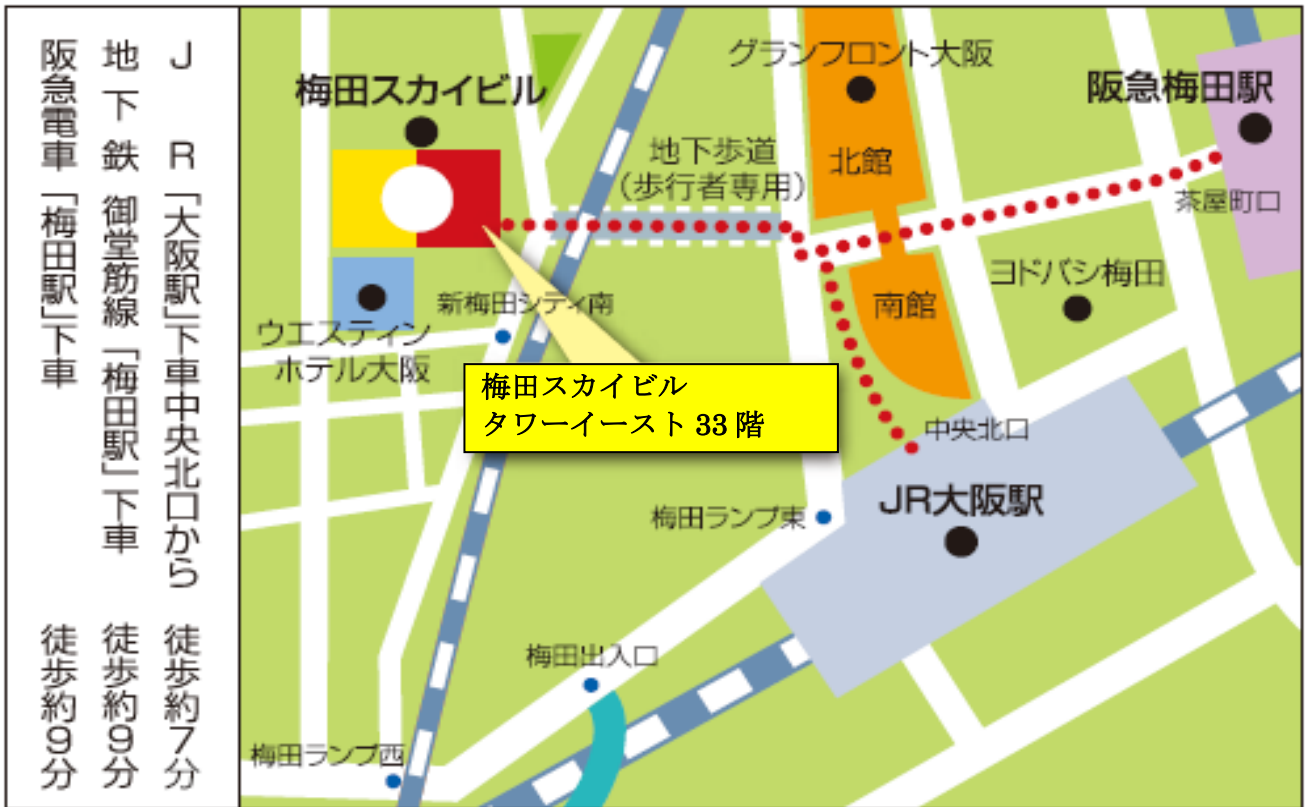 JR「大阪駅」下車中央北口から 徒歩約7分
地下鉄 御堂筋線「梅田駅」下車 徒歩約9分
阪急電車「梅田駅」下車 徒歩約9分
グランフロント大阪
梅田スカイビル
阪急梅田駅
地下歩道
(歩行者専用)
北館
茶屋町口
ヨドバシ梅田
新梅田シティ南
南館
ウエスティン
ホテル大阪
梅田スカイビル
タワーイースト 33 階
中央北口
JR大阪駅
梅田ランプ東
梅田出入口
梅田ランプ西